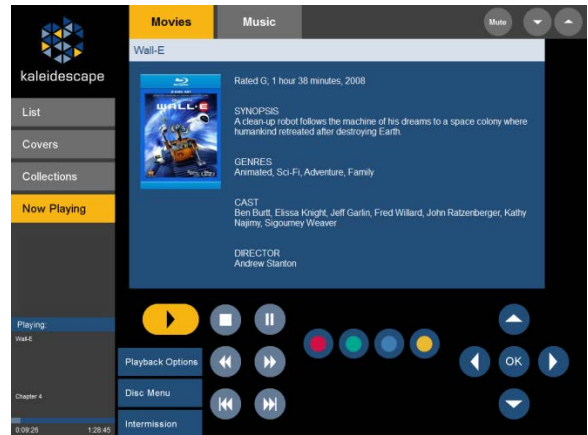 Movies
Music
Mute
Wall-E
kaleidescape
List
Covers
Collections
Now Playing
WALL•E
Rated G; 1 hour 38 minutes, 2008
SYNOPSIS
A clean-up robot follows the machine of his dreams to a space colony where
humankind retreated after destroying Earth.
GENRES
Animated, Sci-Fi, Adventure, Family
CAST
Ben Burtt, Elissa Knight, Jeff Garlin, Fred Willard, John Ratzenberger, Kathy
Najimy, Sigourney Weaver
DIRECTOR
Andrew Stanton
Playing:
Wall-E
Chapter 4
0:09:26
1:28:45
Playback Options
Disc Menu
Intermission
OK